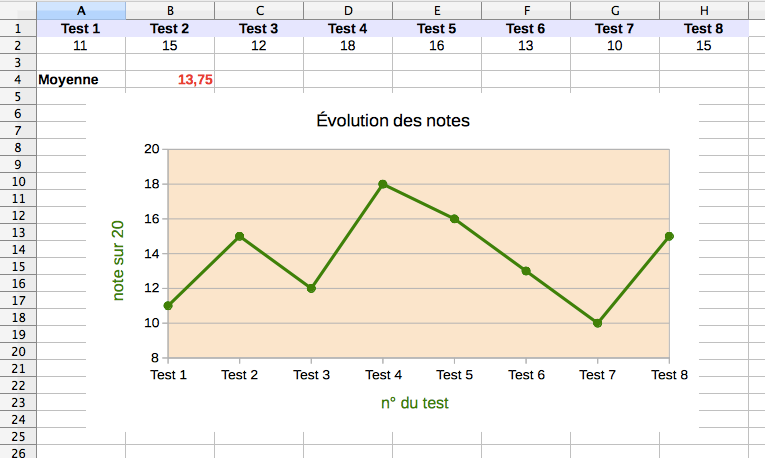 A B C D E F G H
1 Test 1 Test 2 Test 3 Test 4 Test 5 Test 6 Test 7 Test 8
2 11 15 12 18 16 13 10 15
3
4 Moyenne 13,75
5
6 Évolution des notes
7
8 20
9
10 18
11
12 16
13
14 14
15
16 12
17
18 10
19
20 8
21 Test 1 Test 2 Test 3 Test 4 Test 5 Test 6 Test 7 Test 8
22
23 n° du test
24
25
26
note sur 20